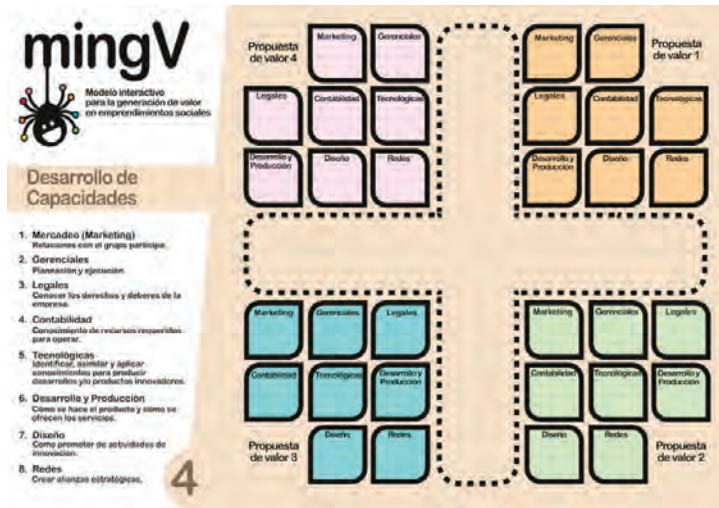 mingV
Modelo interactivo
para la generación de valor
en emprendimientos sociales
Desarrollo de
Capacidades
1. Mercadeo (Marketing)
Relaciones con el grupo partícipe.
2. Gerenciales
Planeación y ejecución.
3. Legales
Conocer los derechos y deberes de la
empresa.
4. Contabilidad
Conocimiento de recursos requeridos
para operar.
5. Tecnológicas
Identificar, asimilar y aplicar
conocimientos para producir
desarrollos y/o productos innovadores.
6. Desarrollo y Producción
Cómo se hace el producto y cómo se
ofrecen los servicios.
7. Diseño
Como promotor de actividades de
innovación.
8. Redes
Crear alianzas estratégicas.
4
Propuesta
de valor 4
Marketing
Gerenciales
Legales
Contabilidad
Tecnológicas
Desarrollo y
Producción
Diseño
Redes
Marketing
Gerenciales
Propuesta
de valor 1
Legales
Contabilidad
Tecnológicas
Desarrollo y
Producción
Diseño
Redes
Marketing
Gerenciales
Legales
Contabilidad
Tecnológicas
Desarrollo y
Producción
Propuesta
de valor 3
Diseño
Redes
Marketing
Gerenciales
Legales
Contabilidad
Tecnológicas
Desarrollo y
Producción
Diseño
Redes
Propuesta
de valor 2